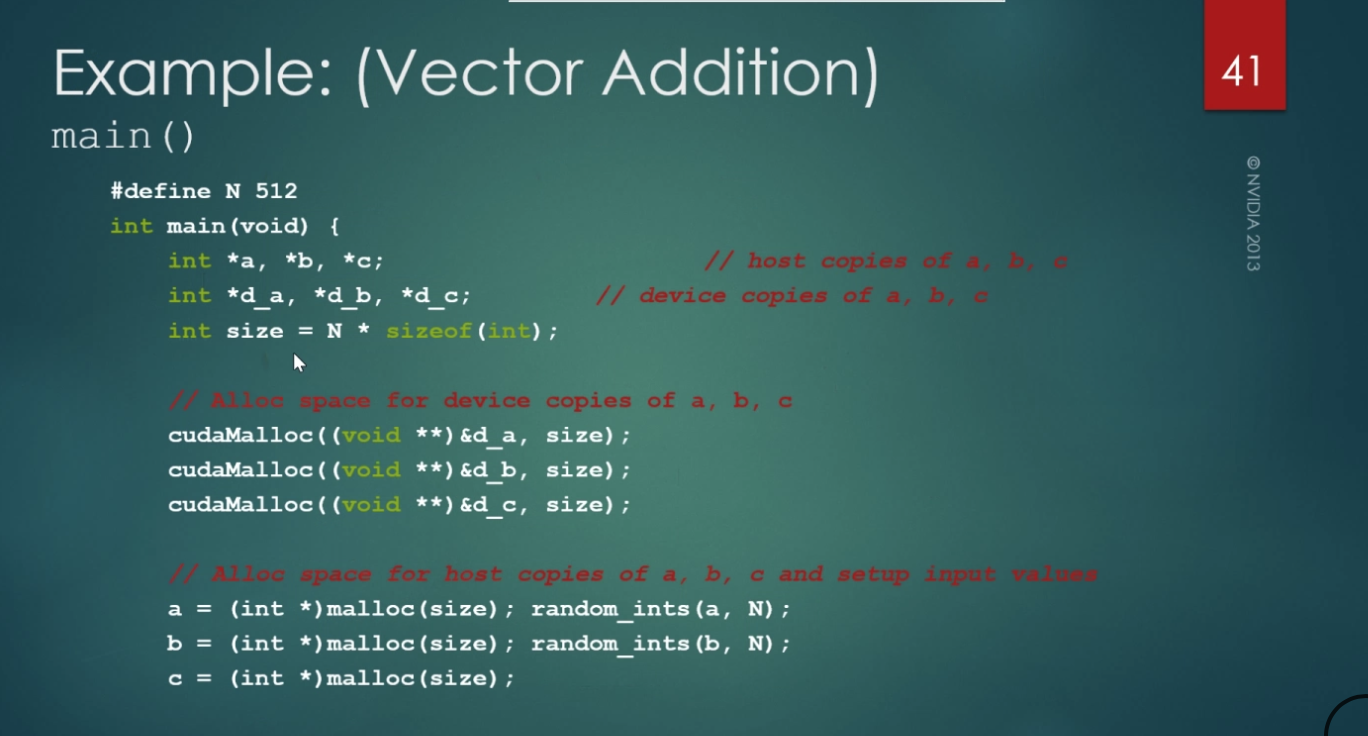 Example: (Vector Addition)
main()
41
© NVIDIA 2013
#define N 512
int main(void) {
int *a, *b, *c; // host copies of a, b, c
int *d_a, *d_b, *d_c; // device copies of a, b, c
int size = N * sizeof(int);
// Alloc space for device copies of a, b, c
cudaMalloc((void **)&d_a, size);
cudaMalloc((void **)&d_b, size);
cudaMalloc((void **)&d_c, size);
// Alloc space for host copies of a, b, c and setup input values
a = (int *)malloc(size); random_ints(a, N);
b = (int *)malloc(size); random_ints(b, N);
c = (int *)malloc(size);